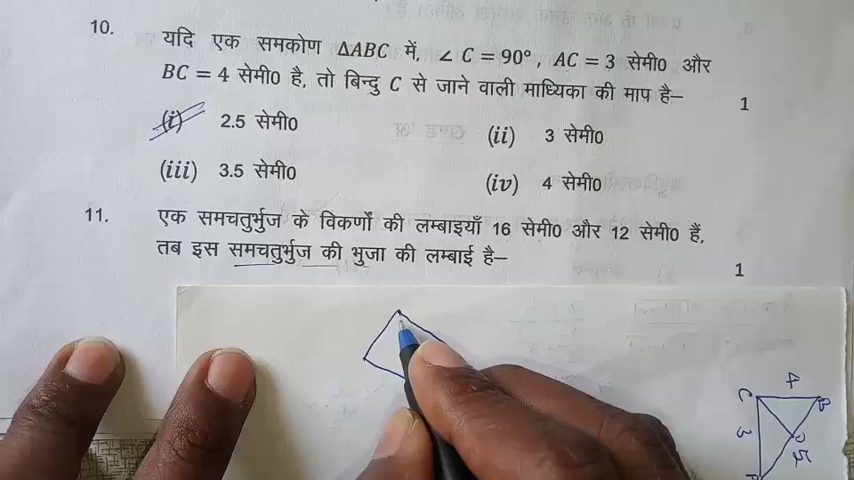 10.
यदि एक समकोण ΔABC में, ∠ C = 90°, AC = 3 सेमी0 और
BC = 4 सेमी0 है, तो बिन्दु C से जाने वाली माध्यिका की माप है–
1
(i) 2.5 सेमी0
(ii) 3 सेमी0
(iii) 3.5 सेमी0
(iv) 4 सेमी0
11.
एक समचतुर्भुज के विकर्णों की लम्बाइयाँ 16 सेमी0 और 12 सेमी0 हैं,
तब इस समचतुर्भुज की भुजा की लम्बाई है–
1
4
C B
3